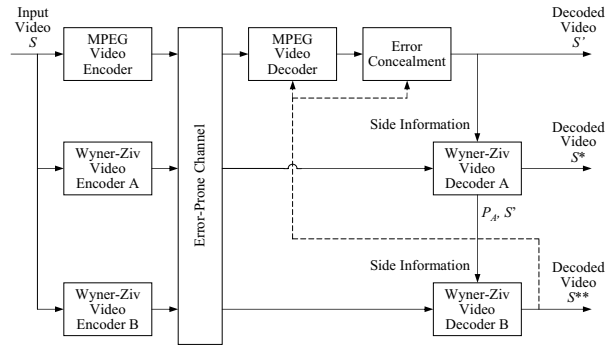 Input
Video
S
MPEG
Video
Encoder
MPEG
Video
Decoder
Error
Concealment
Decoded
Video
S'
Side Information
Wyner-Ziv
Video
Encoder A
Error-Prone Channel
Wyner-Ziv
Video
Decoder A
Decoded
Video
S*
P_A, S'
Side Information
Wyner-Ziv
Video
Encoder B
Wyner-Ziv
Video
Decoder B
Decoded
Video
S**